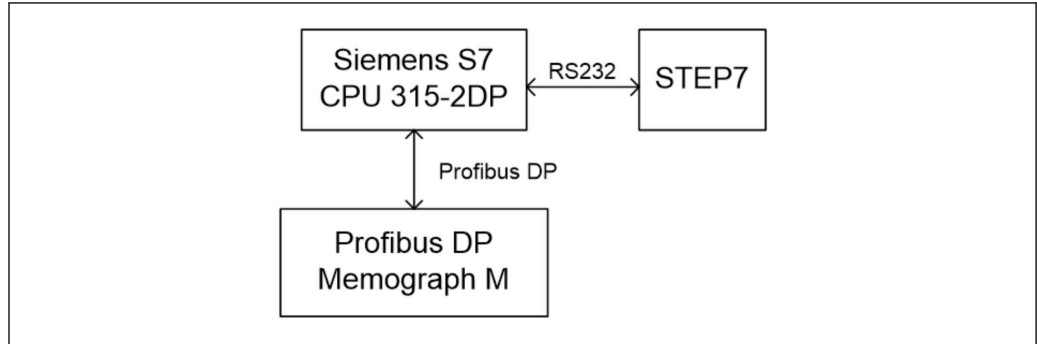 Siemens S7
CPU 315-2DP
RS232
STEP7
Profibus DP
Profibus DP
Memograph M